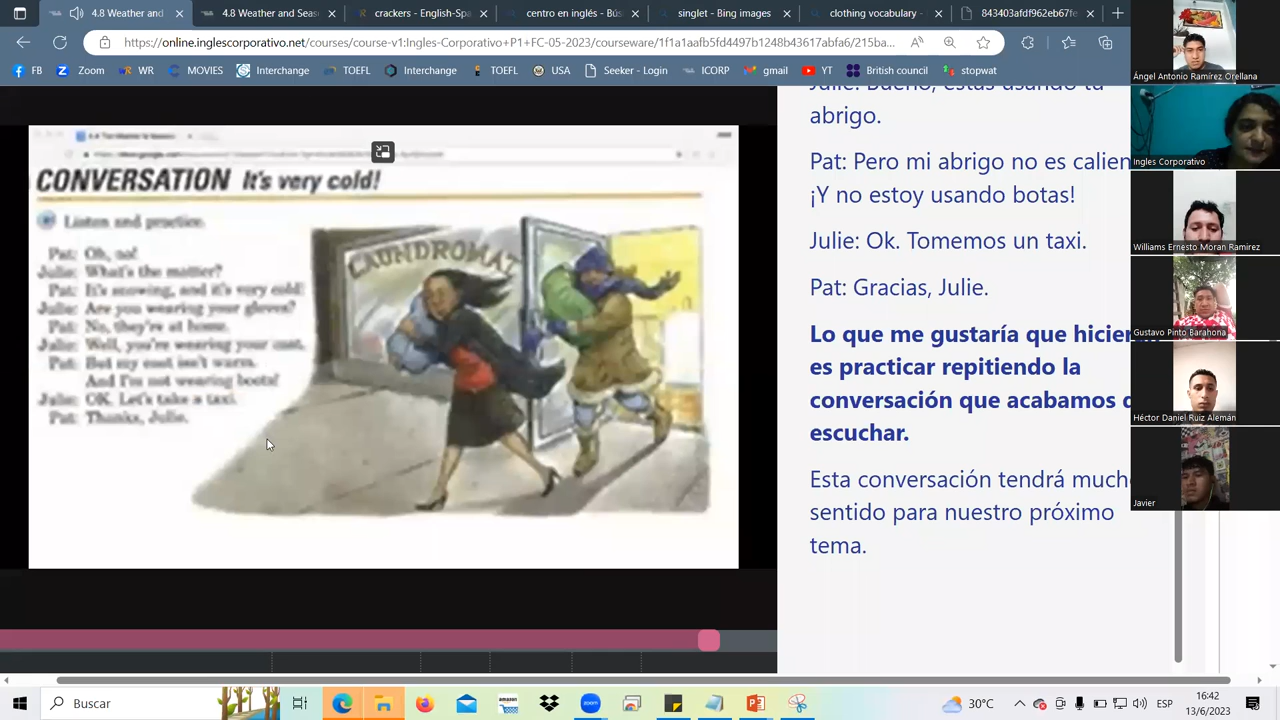 4.8 Weather and
4.8 Weather and Seas
crackers - English-Spa
centro en inglés - Bús
singlet - Bing images
clothing vocabulary
843403afdf962eb67fe
https://online.inglescorporativo.net/courses/course-v1:Ingles-Corporativo+P1+FC-05-2023/courseware/1f1a1aafb5fd4497b1248b43617abfa6/215ba...
FB
Zoom
WR
MOVIES
Interchange
TOEFL
Interchange
TOEFL
USA
Seeker - Login
ICORP
gmail
YT
British council
stopwat
CONVERSATION It's very cold!
Listen and practice.
Pat: Oh, no!
Julie: What's the matter?
Pat: It's snowing, and it's very cold!
Julie: Are you wearing your gloves?
Pat: No, they're at home.
Julie: Well, you're wearing your coat.
Pat: But my coat isn't warm.
And I'm not wearing boots!
Julie: OK. Let's take a taxi.
Pat: Thanks, Julie.
LAUNDROM
Julie: Bueno, estás usando tu
abrigo.
Pat: Pero mi abrigo no es calien
¡Y no estoy usando botas!
Julie: Ok. Tomemos un taxi.
Pat: Gracias, Julie.
Lo que me gustaría que hicier
es practicar repitiendo la
conversación que acabamos d
escuchar.
Esta conversación tendrá much
sentido para nuestro próximo
tema.
Ángel Antonio Ramírez Orellana
Ingles Corporativo
Williams Ernesto Moran Ramirez
Gustavo Pinto Barahona
Héctor Daniel Ruiz Alemán
Javier
Buscar
30°C
ESP
16:42
13/6/2023